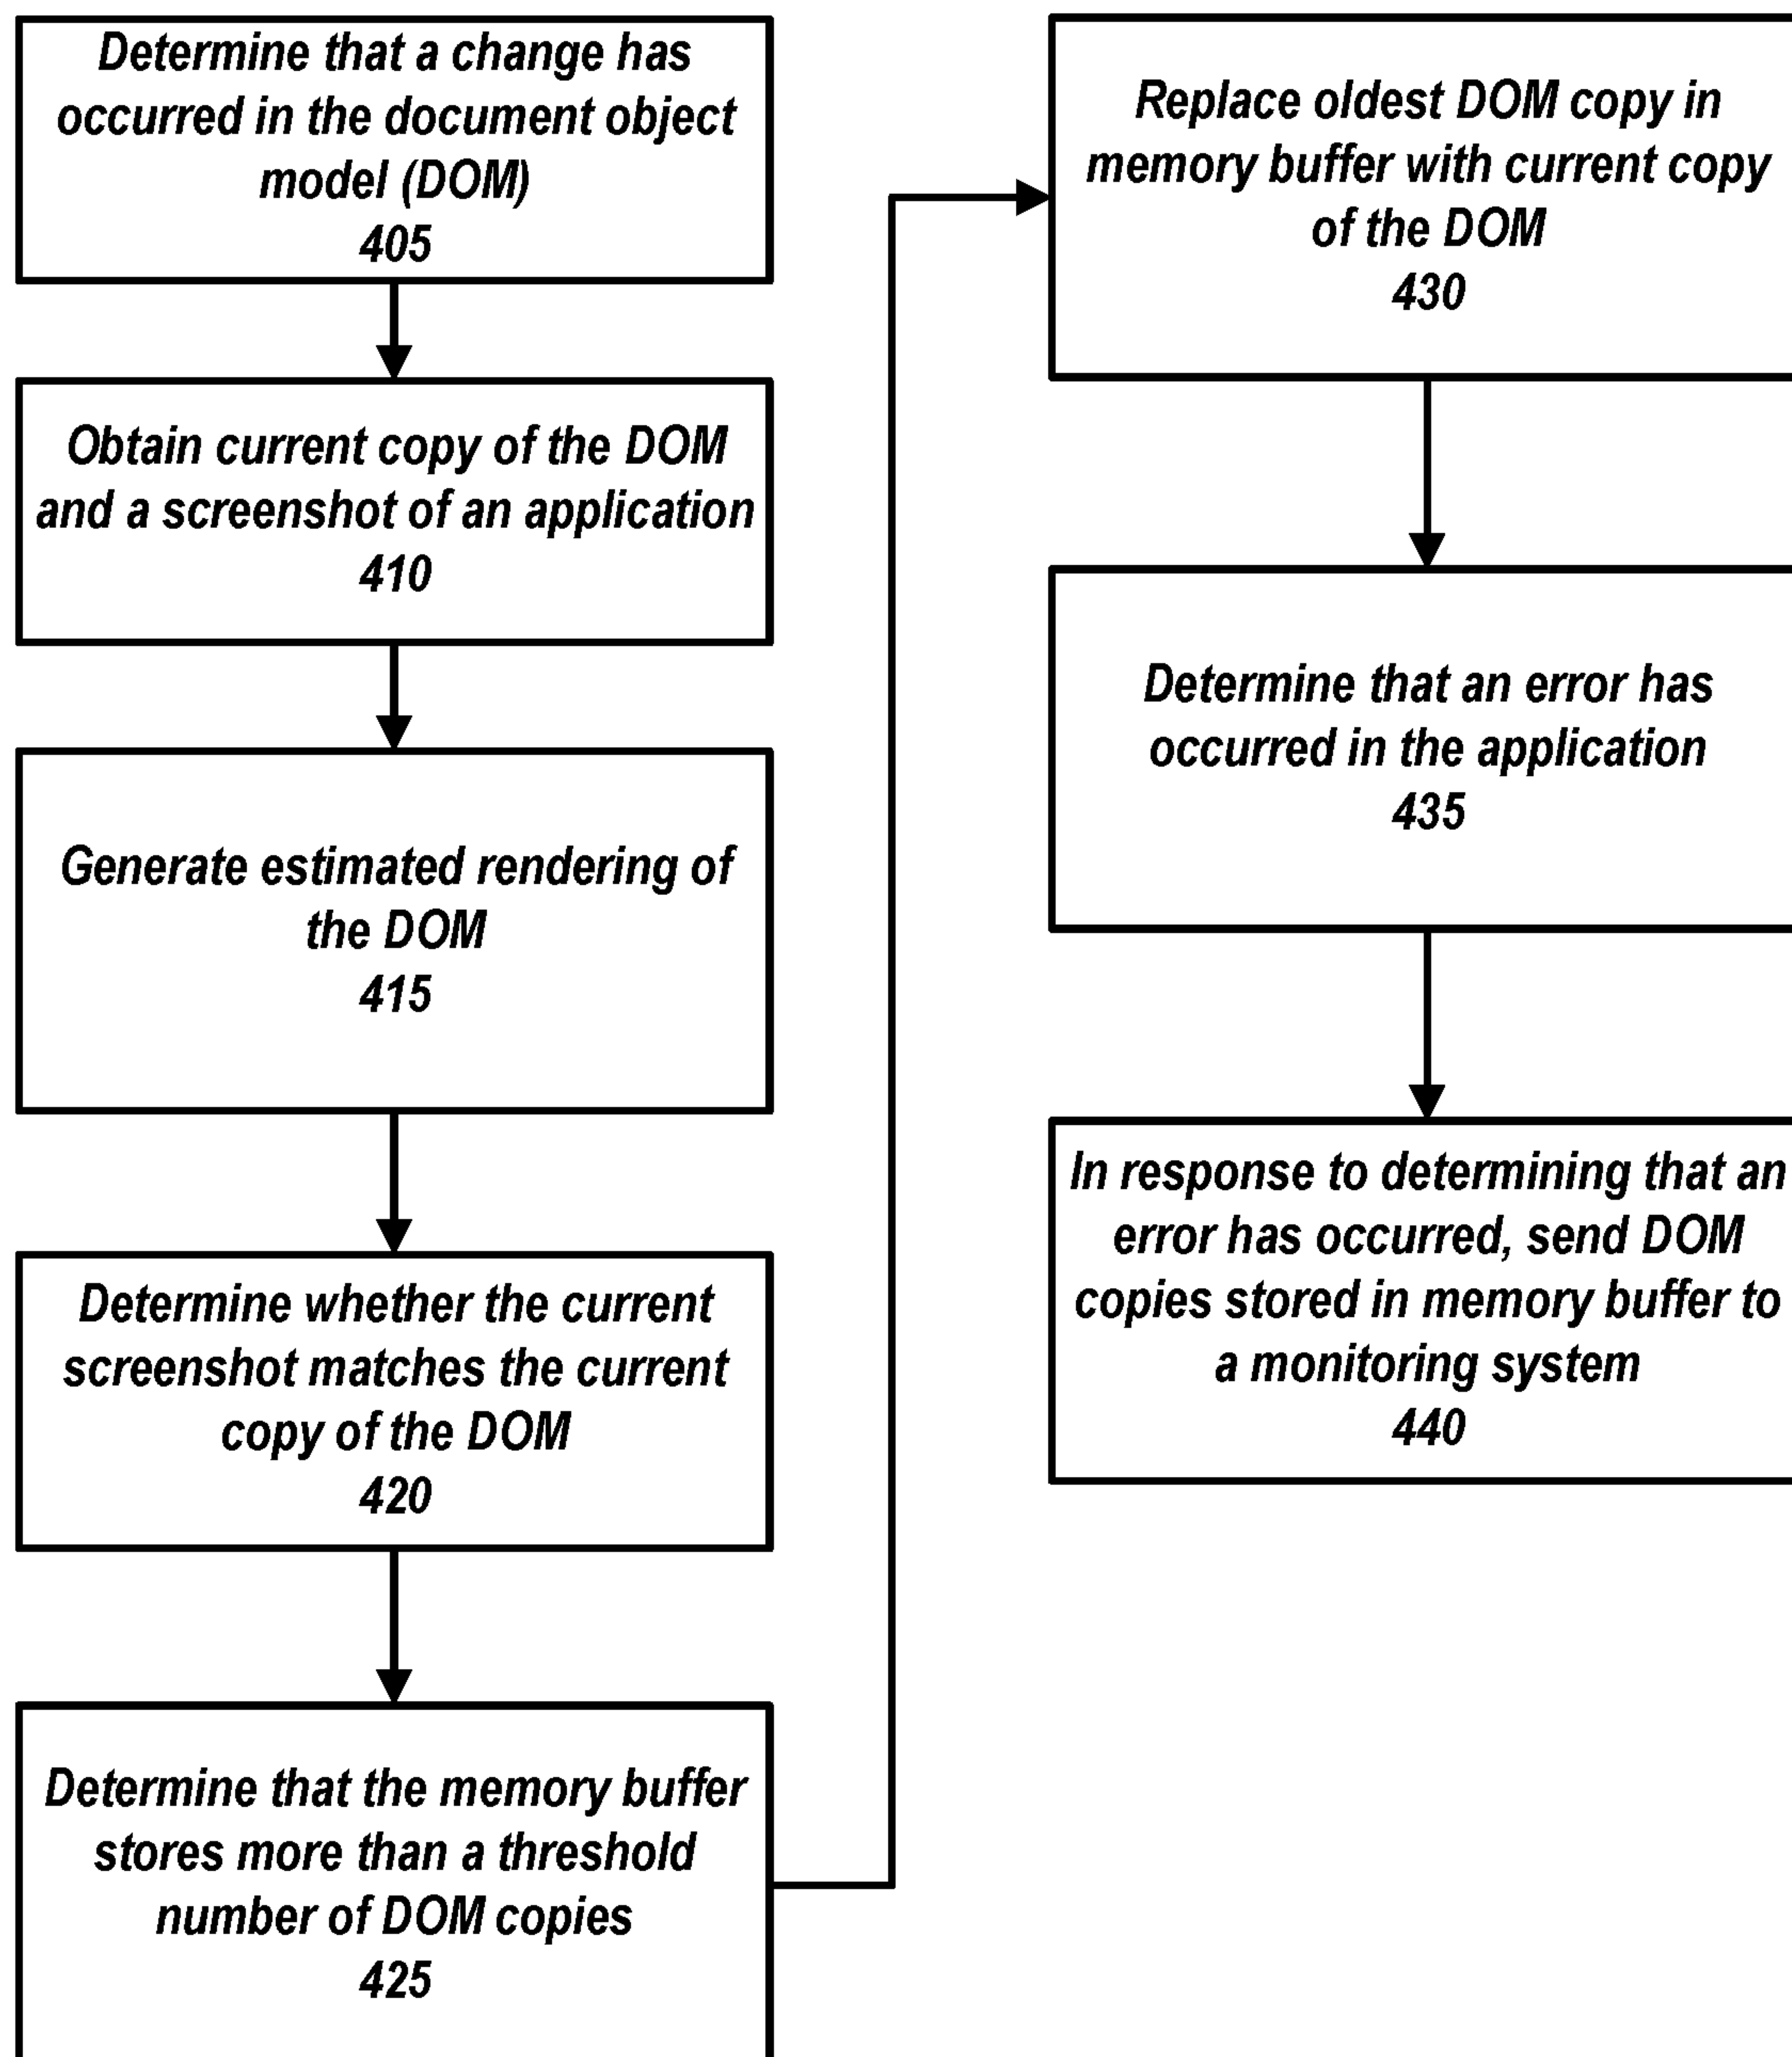 Determine that a change has
occurred in the document object
model (DOM)
405
Obtain current copy of the DOM
and a screenshot of an application
410
Generate estimated rendering of
the DOM
415
Determine whether the current
screenshot matches the current
copy of the DOM
420
Determine that the memory buffer
stores more than a threshold
number of DOM copies
425
Replace oldest DOM copy in
memory buffer with current copy
of the DOM
430
Determine that an error has
occurred in the application
435
In response to determining that an
error has occurred, send DOM
copies stored in memory buffer to
a monitoring system
440